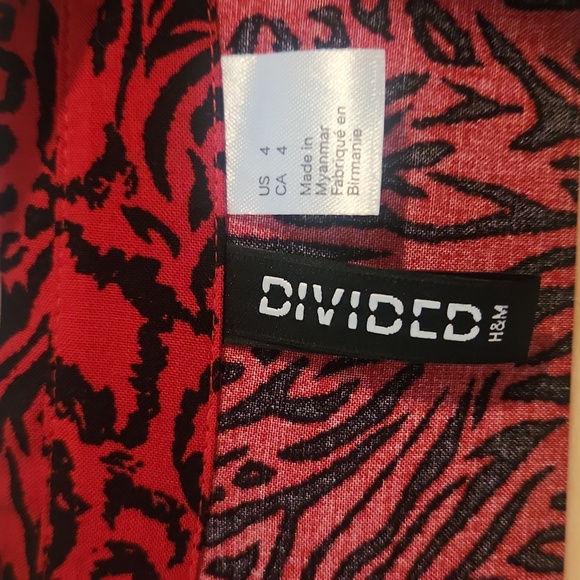 US 4
CA 4
Made in
Myanmar
Fabriqué en
Birmanie
DIVIDED
H&M